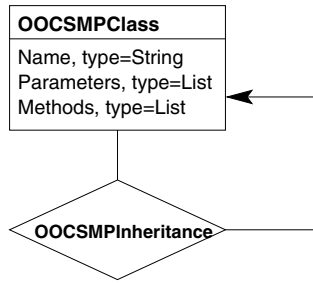 OOCSMPClass
Name, type=String
Parameters, type=List
Methods, type=List
OOCSMPInheritance